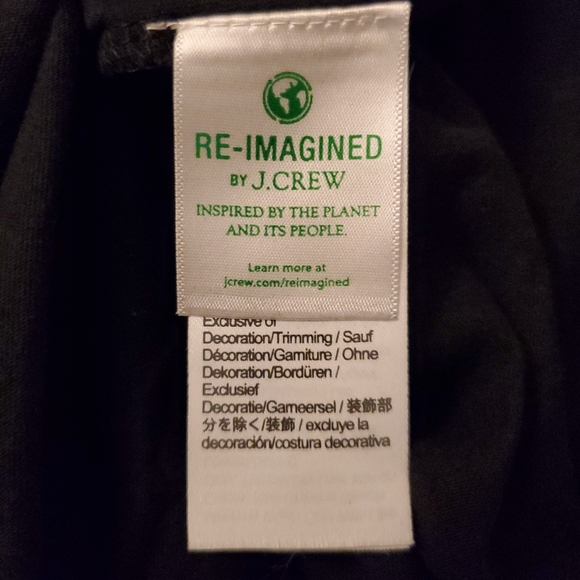 RE-IMAGINED
BY J.CREW
INSPIRED BY THE PLANET
AND ITS PEOPLE.
Learn more at
jcrew.com/reimagined
Exclusive of
Decoration/Trimming / Sauf
Décoration/Garniture / Ohne
Dekoration/Bordüren /
Exclusief
Decoratie/Garneersel / 装飾部
分を除く/装飾 / excluye la
decoración/costura decorativa